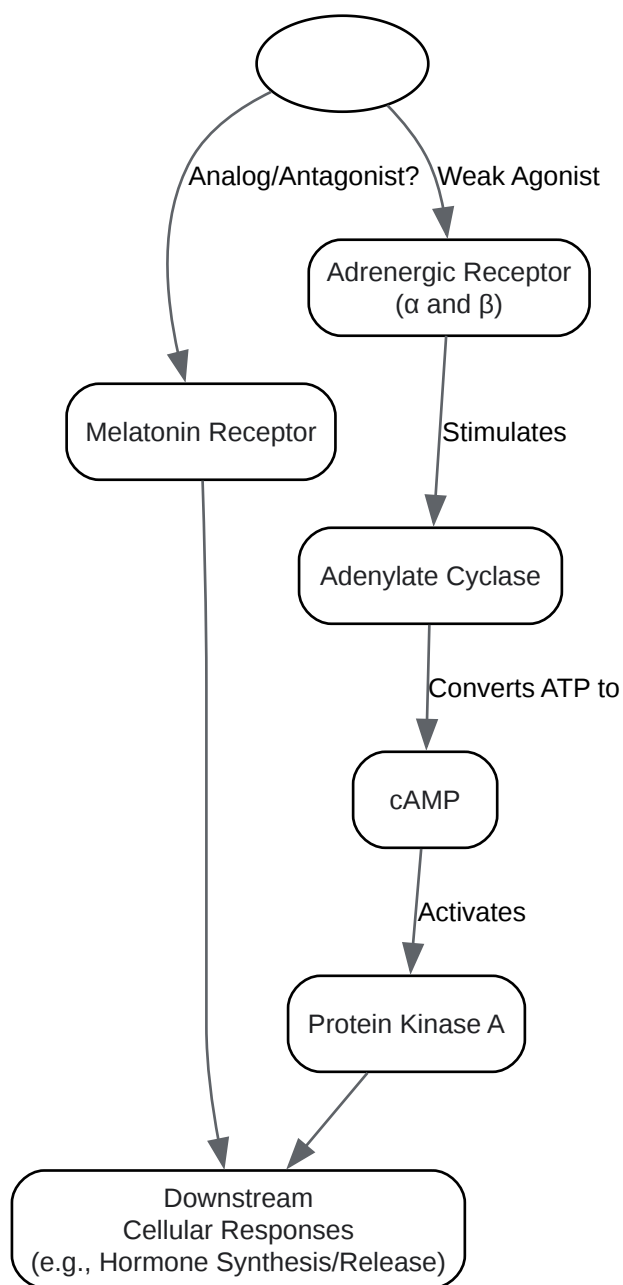 Analog/Antagonist?
Weak Agonist
Adrenergic Receptor
(α and β)
Melatonin Receptor
Stimulates
Adenylate Cyclase
Converts ATP to
cAMP
Activates
Protein Kinase A
Downstream
Cellular Responses
(e.g., Hormone Synthesis/Release)